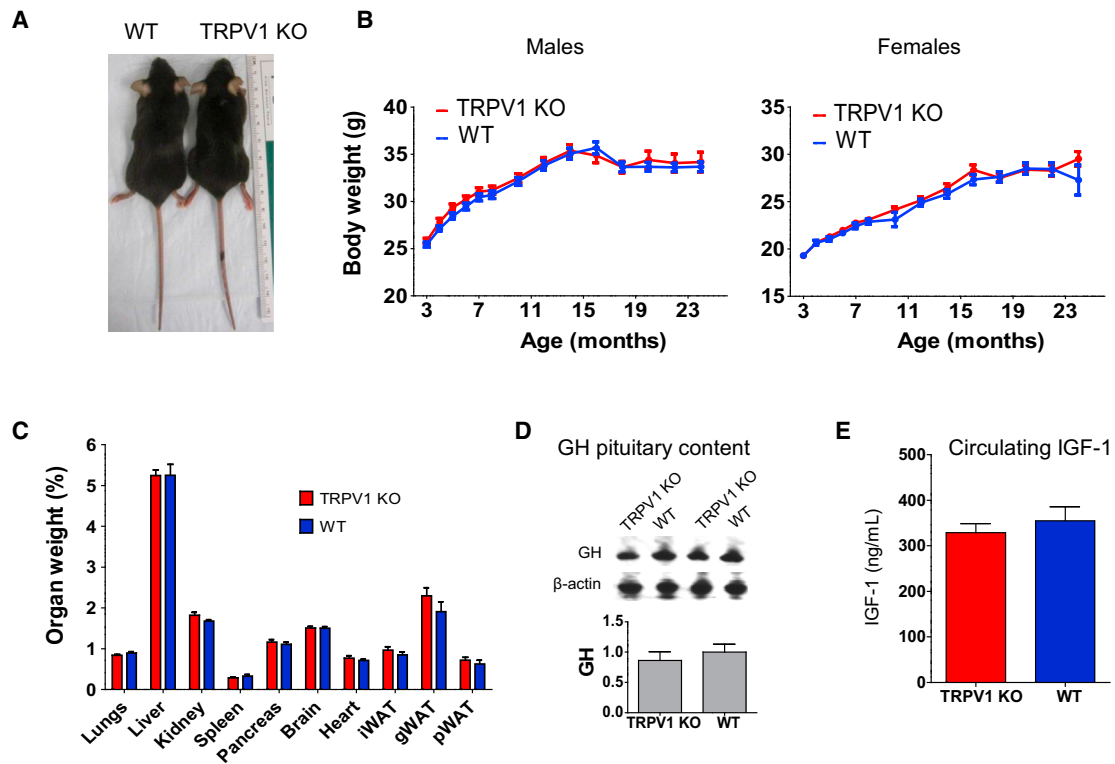 A
WT TRPV1 KO
B
Males
Females
TRPV1 KO
WT
Body weight (g)
40
35
30
25
20
3 7 11 15 19 23
Age (months)
TRPV1 KO
WT
35
30
25
20
15
3 7 11 15 19 23
Age (months)
C
Organ weight (%)
6
5
4
3
2
1
0
TRPV1 KO
WT
Lungs Liver Kidney Spleen Pancreas Brain Heart iWAT gWAT pWAT
D
GH pituitary content
TRPV1 KO WT TRPV1 KO WT
GH
β-actin
GH
1.5
1.0
0.5
0.0
TRPV1 KO WT
E
Circulating IGF-1
IGF-1 (ng/mL)
500
400
300
200
100
0
TRPV1 KO WT